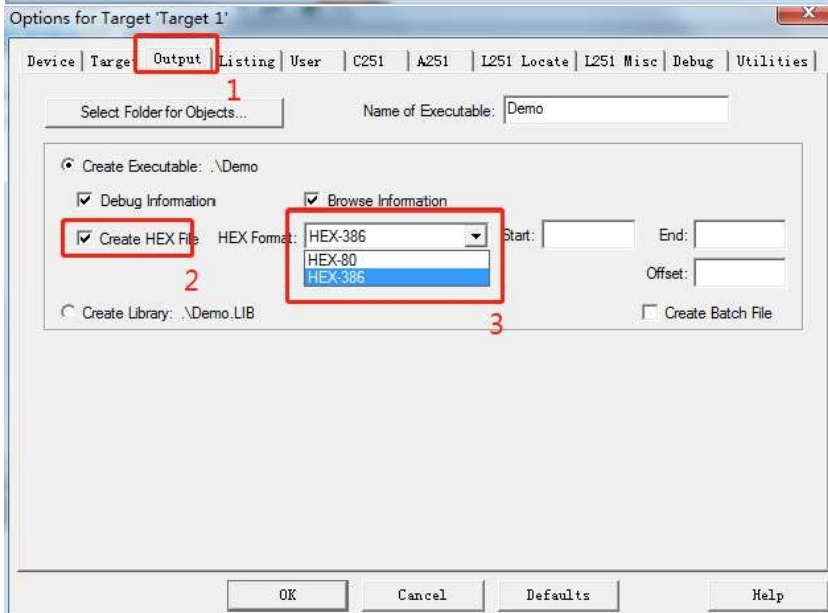 Options for Target 'Target 1'
Device Targe Output Listing User C251 A251 L251 Locate L251 Misc Debug Utilities
1
Select Folder for Objects... Name of Executable: Demo
Create Executable: .\Demo
Debug Information Browse Information
Create HEX File HEX Format: HEX-386 Start: End:
HEX-80
HEX-386 Offset:
2
3
Create Library: .\Demo.LIB Create Batch File
OK Cancel Defaults Help